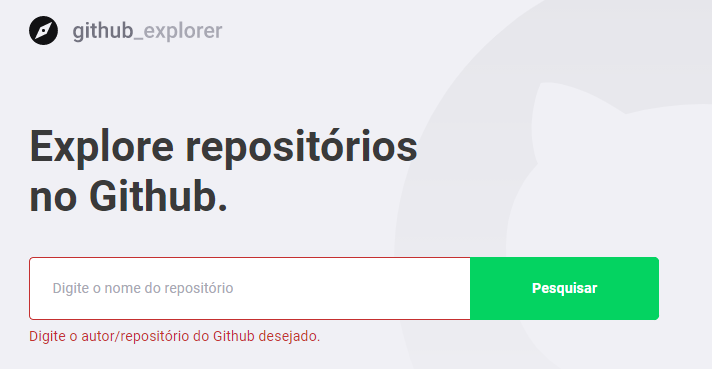 github_explorer
Explore repositórios
no Github.
Digite o nome do repositório
Pesquisar
Digite o autor/repositório do Github desejado.